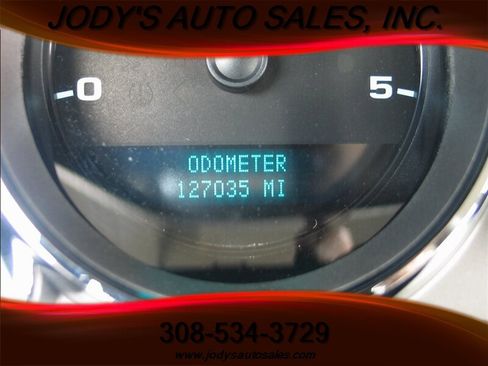 JODY'S AUTO SALES, INC.
0 5
ODOMETER
127035 MI
308-534-3729
www.jodysautosales.com